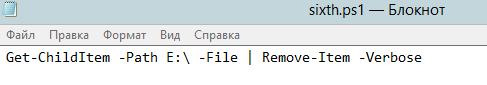 sixth.ps1 — Блокнот
Файл Правка Формат Вид Справка
Get-ChildItem -Path E:\ -File | Remove-Item -Verbose